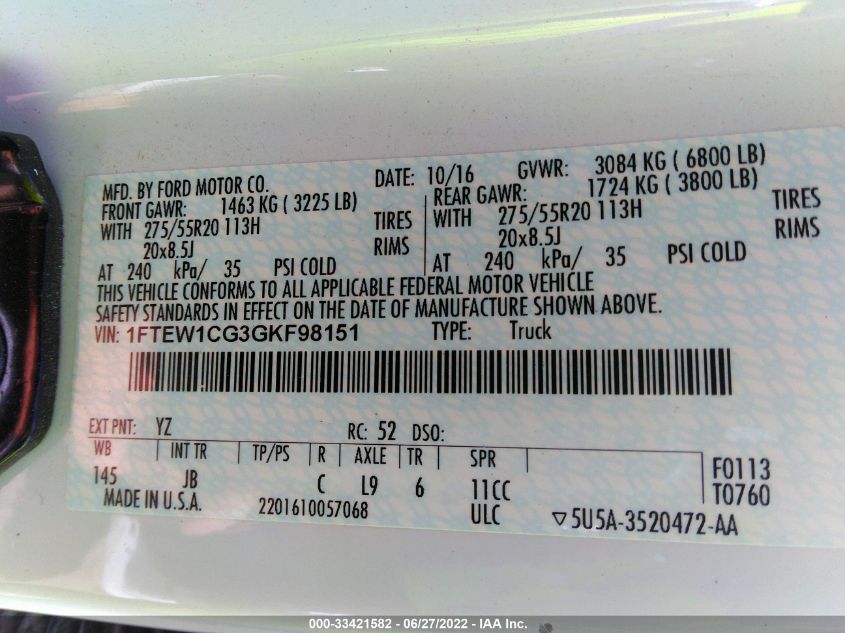 MFD. BY FORD MOTOR CO.
DATE: 10/16 GVWR: 3084 KG ( 6800 LB)
FRONT GAWR: 1463 KG ( 3225 LB)
REAR GAWR: 1724 KG ( 3800 LB)
WITH 275/55R20 113H TIRES
WITH 275/55R20 113H TIRES
20x8.5J RIMS
20x8.5J RIMS
AT 240 kPa/ 35 PSI COLD
AT 240 kPa/ 35 PSI COLD
THIS VEHICLE CONFORMS TO ALL APPLICABLE FEDERAL MOTOR VEHICLE
SAFETY STANDARDS IN EFFECT ON THE DATE OF MANUFACTURE SHOWN ABOVE.
VIN: 1FTEW1CG3GKF98151 TYPE: Truck
EXT PNT: YZ RC: 52 DSO:
WB INT TR TP/PS R AXLE TR SPR
145 JB C L9 6 11CC
F0113
T0760
MADE IN U.S.A. 2201610057068 ULC ▽5U5A-3520472-AA
000-33421582 - 06/27/2022 - IAA Inc.